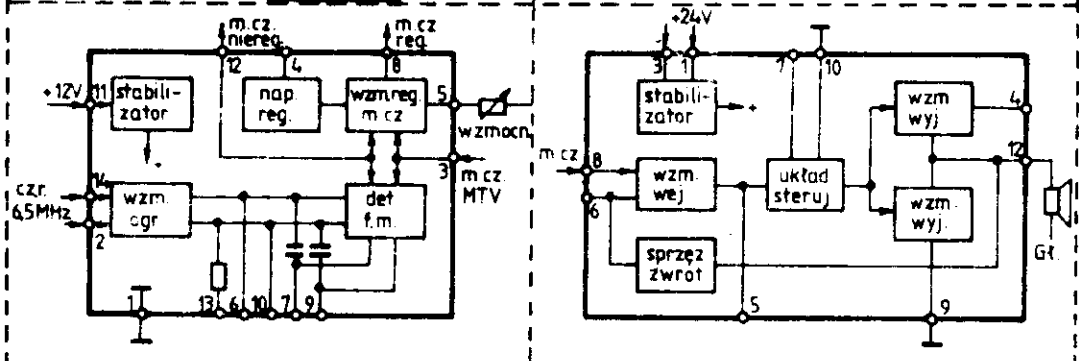 m.cz.
niereg.
m.cz
reg.
12
4
8
+12V
11
stabili-
zator
+
nap.
reg.
wzm.reg.
m.cz
5
wzmocn.
3
m.cz.
MTV
cz.r.
6,5MHz
14
2
wzm.
ogr.
det
f.m.
1
13
6
10
7
9
+24V
3
1
7
10
stabili-
zator
+
wzm
wyj
4
12
m.cz
8
6
wzm.
wej
układ
steruj
wzm.
wyj.
sprzęż
zwrot
Gł.
5
9